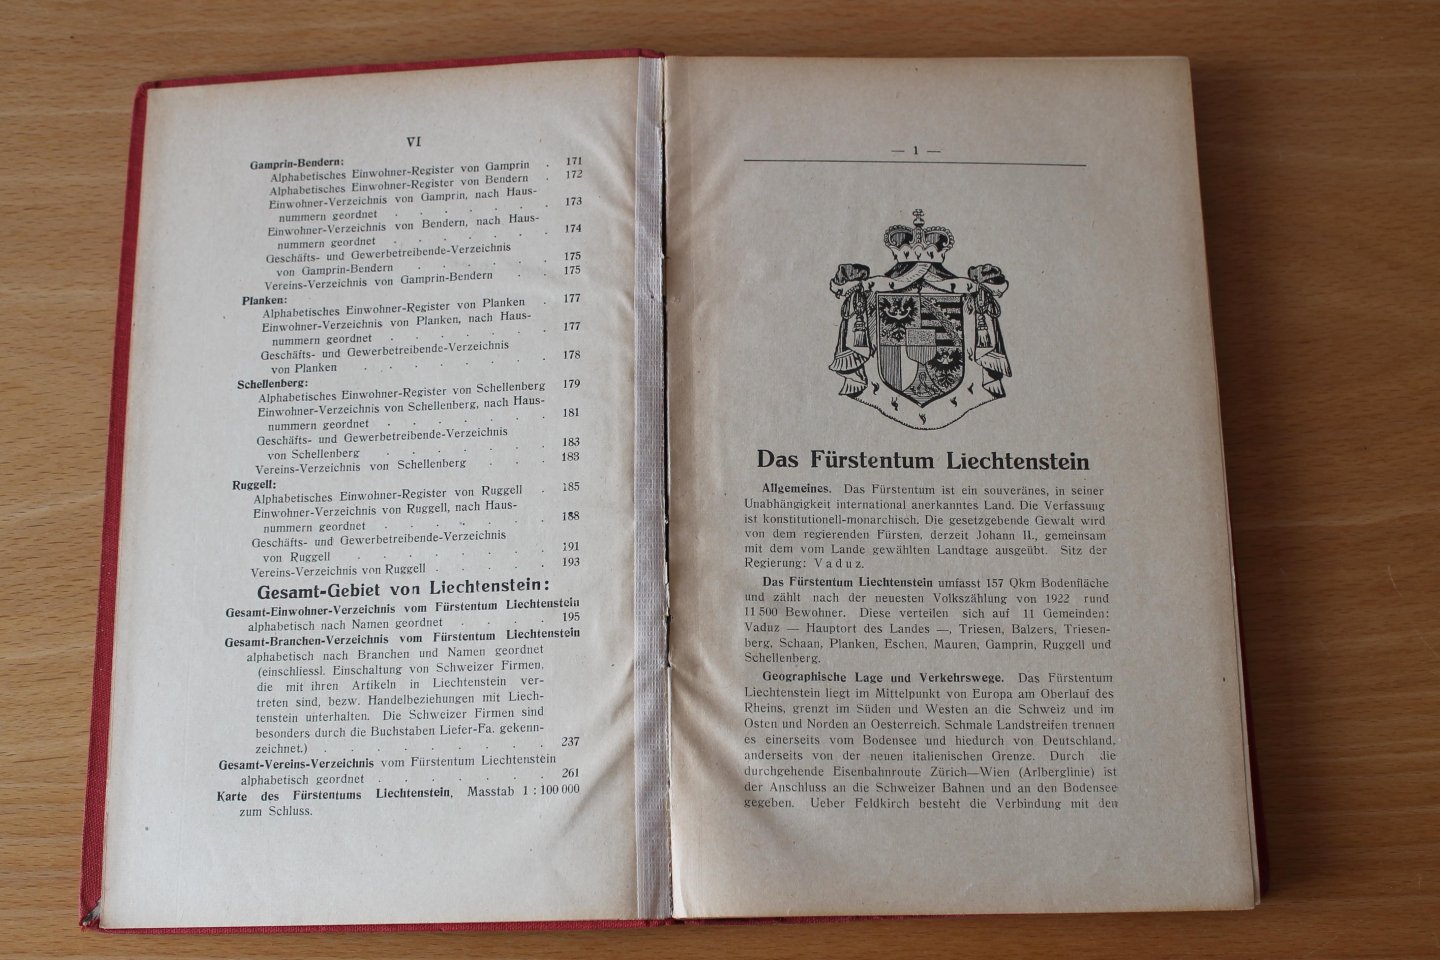 VI
Gamprin-Bendern:
Alphabetisches Einwohner-Register von Gamprin . 171
Alphabetisches Einwohner-Register von Bendern . 172
Einwohner-Verzeichnis von Gamprin, nach Haus-
nummern geordnet . . . . . . . 173
Einwohner-Verzeichnis von Bendern, nach Haus-
nummern geordnet . . . . . . . 174
Geschäfts- und Gewerbetreibende-Verzeichnis
von Gamprin-Bendern . . . . . 175
Vereins-Verzeichnis von Gamprin-Bendern . . 175
Planken:
Alphabetisches Einwohner-Register von Planken . 177
Einwohner-Verzeichnis von Planken, nach Haus-
nummern geordnet . . . . . . . 177
Geschäfts- und Gewerbetreibende-Verzeichnis
von Planken . . . . . . . 178
Schellenberg:
Alphabetisches Einwohner-Register von Schellenberg 179
Einwohner-Verzeichnis von Schellenberg, nach Haus-
nummern geordnet . . . . . . . 181
Geschäfts- und Gewerbetreibende-Verzeichnis
von Schellenberg . . . . . . . 183
Vereins-Verzeichnis von Schellenberg . . . 183
Ruggell:
Alphabetisches Einwohner-Register von Ruggell . 185
Einwohner-Verzeichnis von Ruggell, nach Haus-
nummern geordnet . . . . . . . 188
Geschäfts- und Gewerbetreibende-Verzeichnis
von Ruggell . . . . . . . 191
Vereins-Verzeichnis von Ruggell . . . . . 193
Gesamt-Gebiet von Liechtenstein:
Gesamt-Einwohner-Verzeichnis vom Fürstentum Liechtenstein
alphabetisch nach Namen geordnet . . . . 195
Gesamt-Branchen-Verzeichnis vom Fürstentum Liechtenstein
alphabetisch nach Branchen und Namen geordnet
(einschliessl. Einschaltung von Schweizer Firmen,
die mit ihren Artikeln in Liechtenstein ver-
treten sind, bezw. Handelbeziehungen mit Liech-
tenstein unterhalten. Die Schweizer Firmen sind
besonders durch die Buchstaben Liefer-Fa. gekenn-
zeichnet.) . . . . . . . . . 237
Gesamt-Vereins-Verzeichnis vom Fürstentum Liechtenstein
alphabetisch geordnet . . . . . . . 261
Karte des Fürstentums Liechtenstein, Masstab 1 : 100 000
zum Schluss.
— 1 —
Das Fürstentum Liechtenstein
Allgemeines. Das Fürstentum ist ein souveränes, in seiner
Unabhängigkeit international anerkanntes Land. Die Verfassung
ist konstitutionell-monarchisch. Die gesetzgebende Gewalt wird
von dem regierenden Fürsten, derzeit Johann II., gemeinsam
mit dem vom Lande gewählten Landtage ausgeübt. Sitz der
Regierung: Vaduz.
Das Fürstentum Liechtenstein umfasst 157 Qkm Bodenfläche
und zählt nach der neuesten Volkszählung von 1922 rund
11 500 Bewohner. Diese verteilen sich auf 11 Gemeinden:
Vaduz — Hauptort des Landes —, Triesen, Balzers, Triesen-
berg, Schaan, Planken, Eschen, Mauren, Gamprin, Ruggell und
Schellenberg.
Geographische Lage und Verkehrswege. Das Fürstentum
Liechtenstein liegt im Mittelpunkt von Europa am Oberlauf des
Rheins, grenzt im Süden und Westen an die Schweiz und im
Osten und Norden an Oesterreich. Schmale Landstreifen trennen
es einerseits vom Bodensee und hiedurch von Deutschland,
anderseits von der neuen italienischen Grenze. Durch die
durchgehende Eisenbahnroute Zürich—Wien (Arlberglinie) ist
der Anschluss an die Schweizer Bahnen und an den Bodensee
gegeben. Ueber Feldkirch besteht die Verbindung mit den